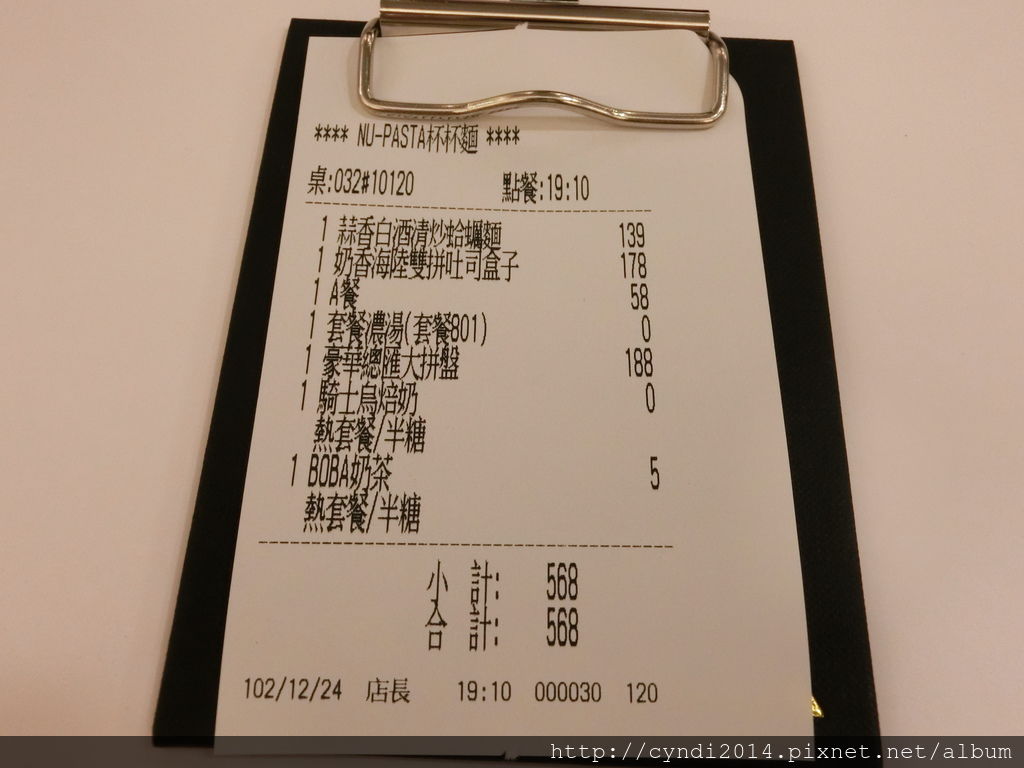 **** NU-PASTA杯杯麵 ****
桌:032#10120 點餐:19:10
1 蒜香白酒清炒蛤蠣麵 139
1 奶香海陸雙拼吐司盒子 178
1 A餐 58
1 套餐濃湯(套餐801) 0
1 豪華總匯大拼盤 188
1 騎士烏焙奶 0
熱套餐/半糖
1 BOBA奶茶 5
熱套餐/半糖
小 計: 568
合 計: 568
102/12/24 店長 19:10 000030 120
http://cyndi2014.pixnet.net/album